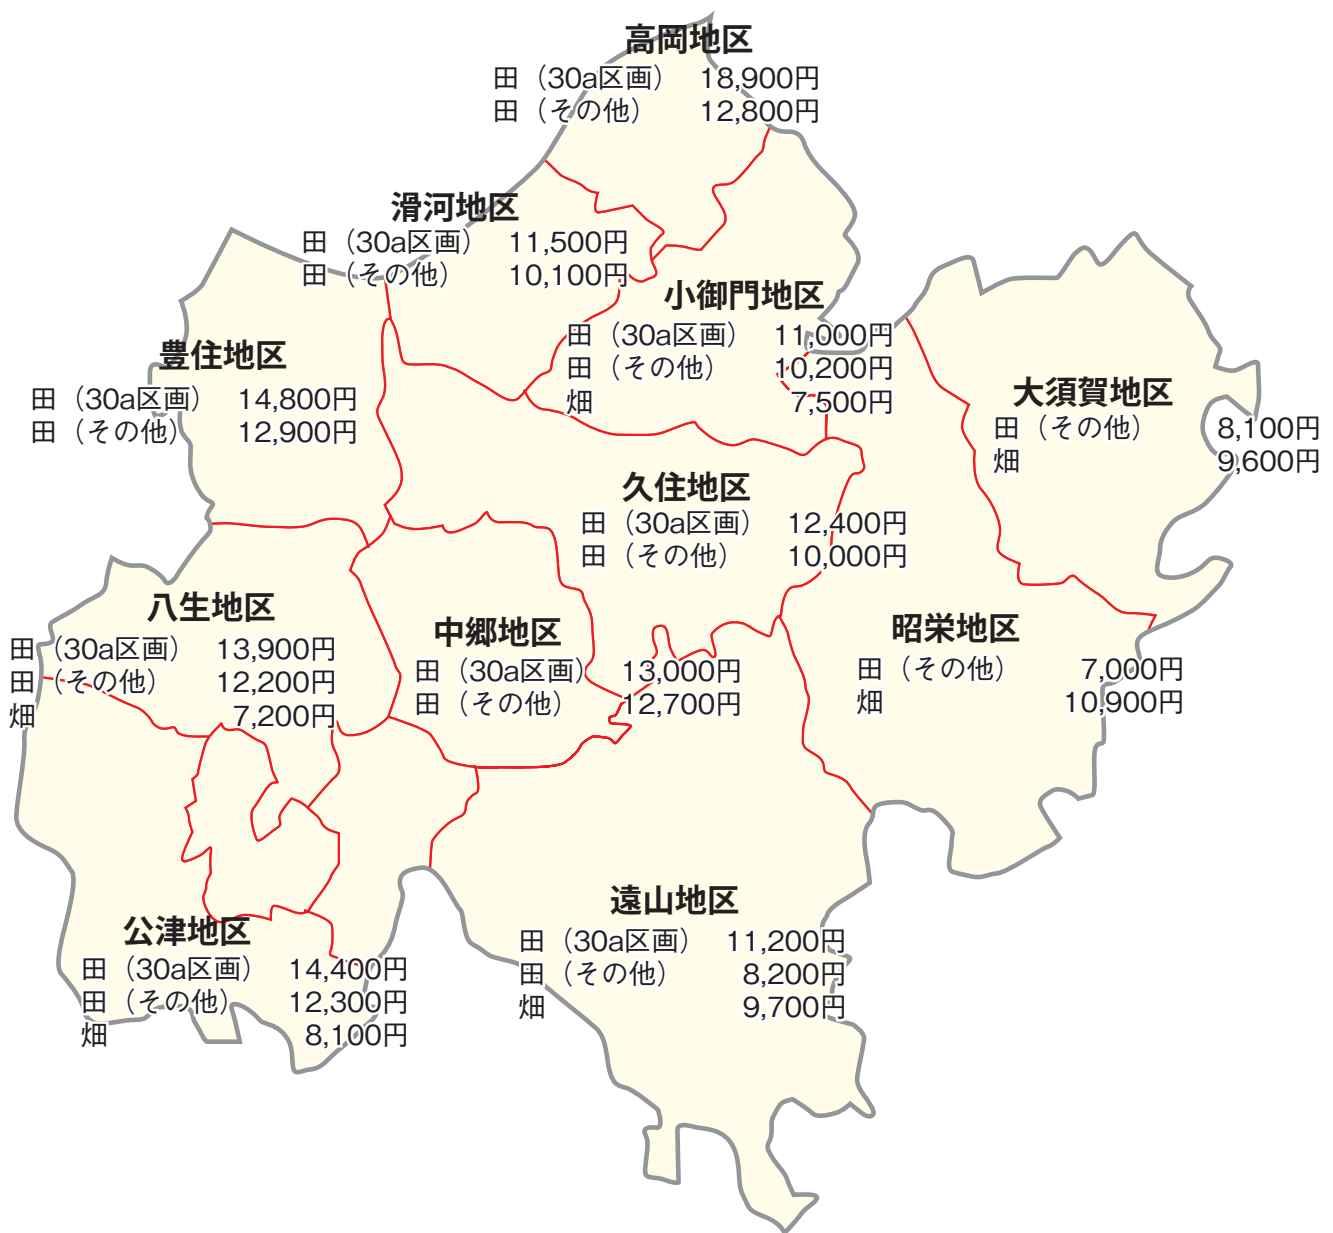 高岡地区
田（30a区画） 18,900円
田（その他） 12,800円
滑河地区
田（30a区画） 11,500円
田（その他） 10,100円
小御門地区
田（30a区画） 11,000円
田（その他） 10,200円
畑 7,500円
豊住地区
田（30a区画） 14,800円
田（その他） 12,900円
大須賀地区
田（その他） 8,100円
畑 9,600円
久住地区
田（30a区画） 12,400円
田（その他） 10,000円
八生地区
田（30a区画） 13,900円
田（その他） 12,200円
畑 7,200円
中郷地区
田（30a区画） 13,000円
田（その他） 12,700円
昭栄地区
田（その他） 7,000円
畑 10,900円
公津地区
田（30a区画） 14,400円
田（その他） 12,300円
畑 8,100円
遠山地区
田（30a区画） 11,200円
田（その他） 8,200円
畑 9,700円